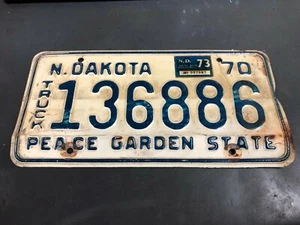 N. DAKOTA 70
N.D. 73
TRUCK
136886
PEACE GARDEN STATE